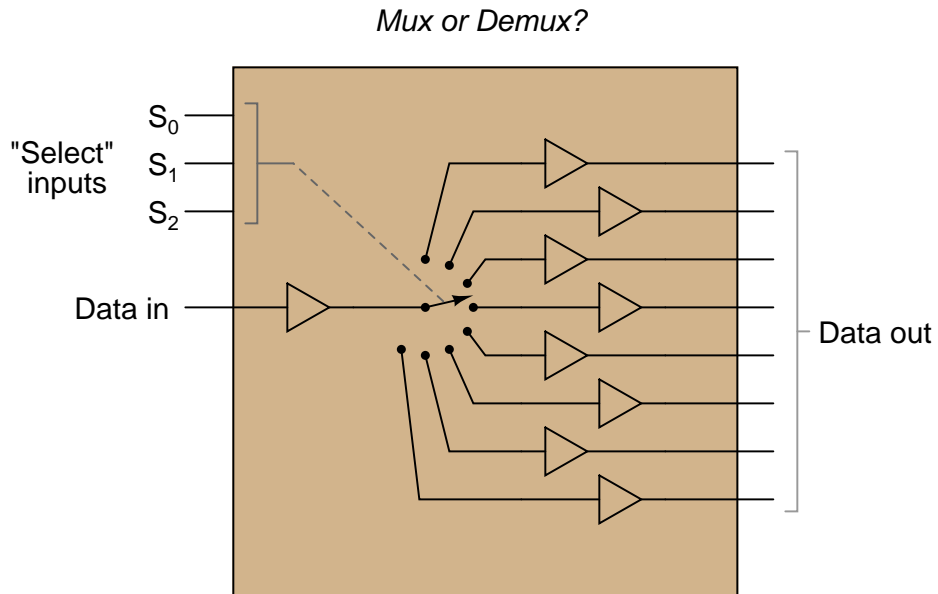 Mux or Demux?
S0
"Select"
inputs
S1
S2
Data in
Data out